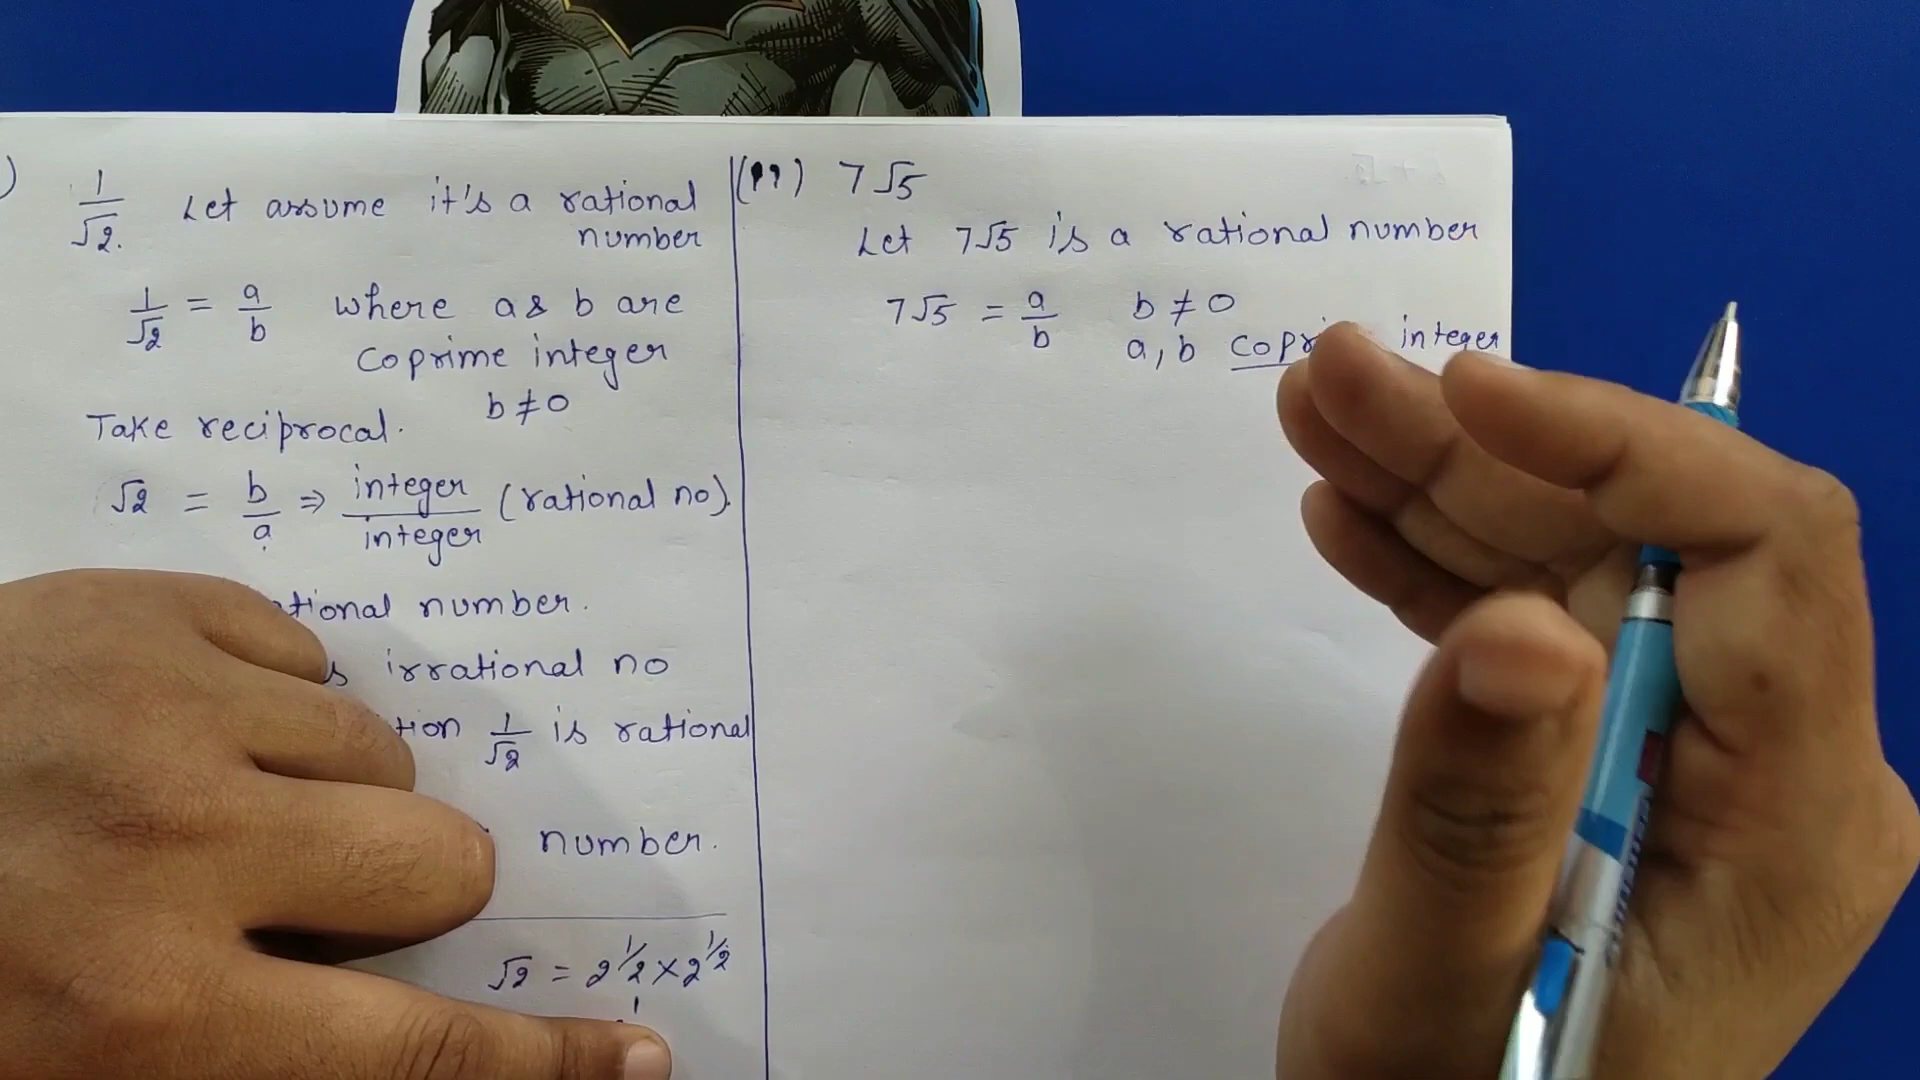 )
1/√2. Let assume it's a rational
number
1/√2 = a/b where a & b are
coprime integer
b ≠ 0
Take reciprocal.
√2 = b/a ⇒ integer/integer (rational no).
number.
irrational no
1/√2 is rational
number.
√2 = 2^1/2 × 2^1/2
(ii) 7√5
Let 7√5 is a rational number
7√5 = a/b b ≠ 0
a, b integer